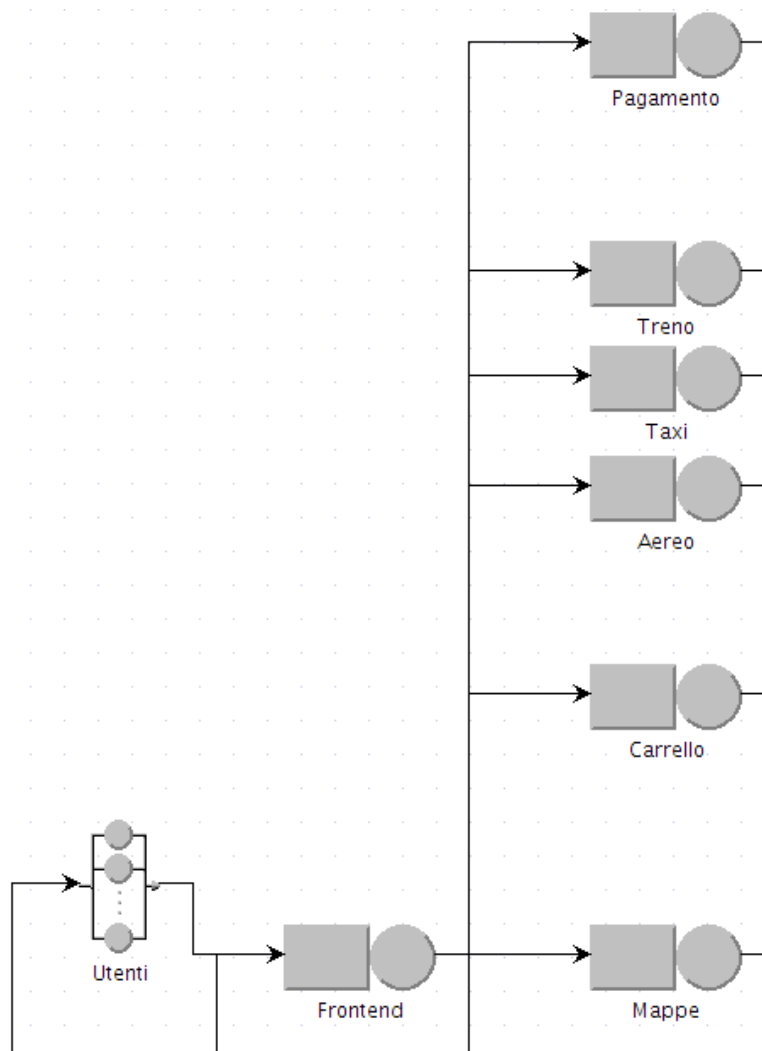 Pagamento
Treno
Taxi
Aereo
Carrello
Utenti
Frontend
Mappe